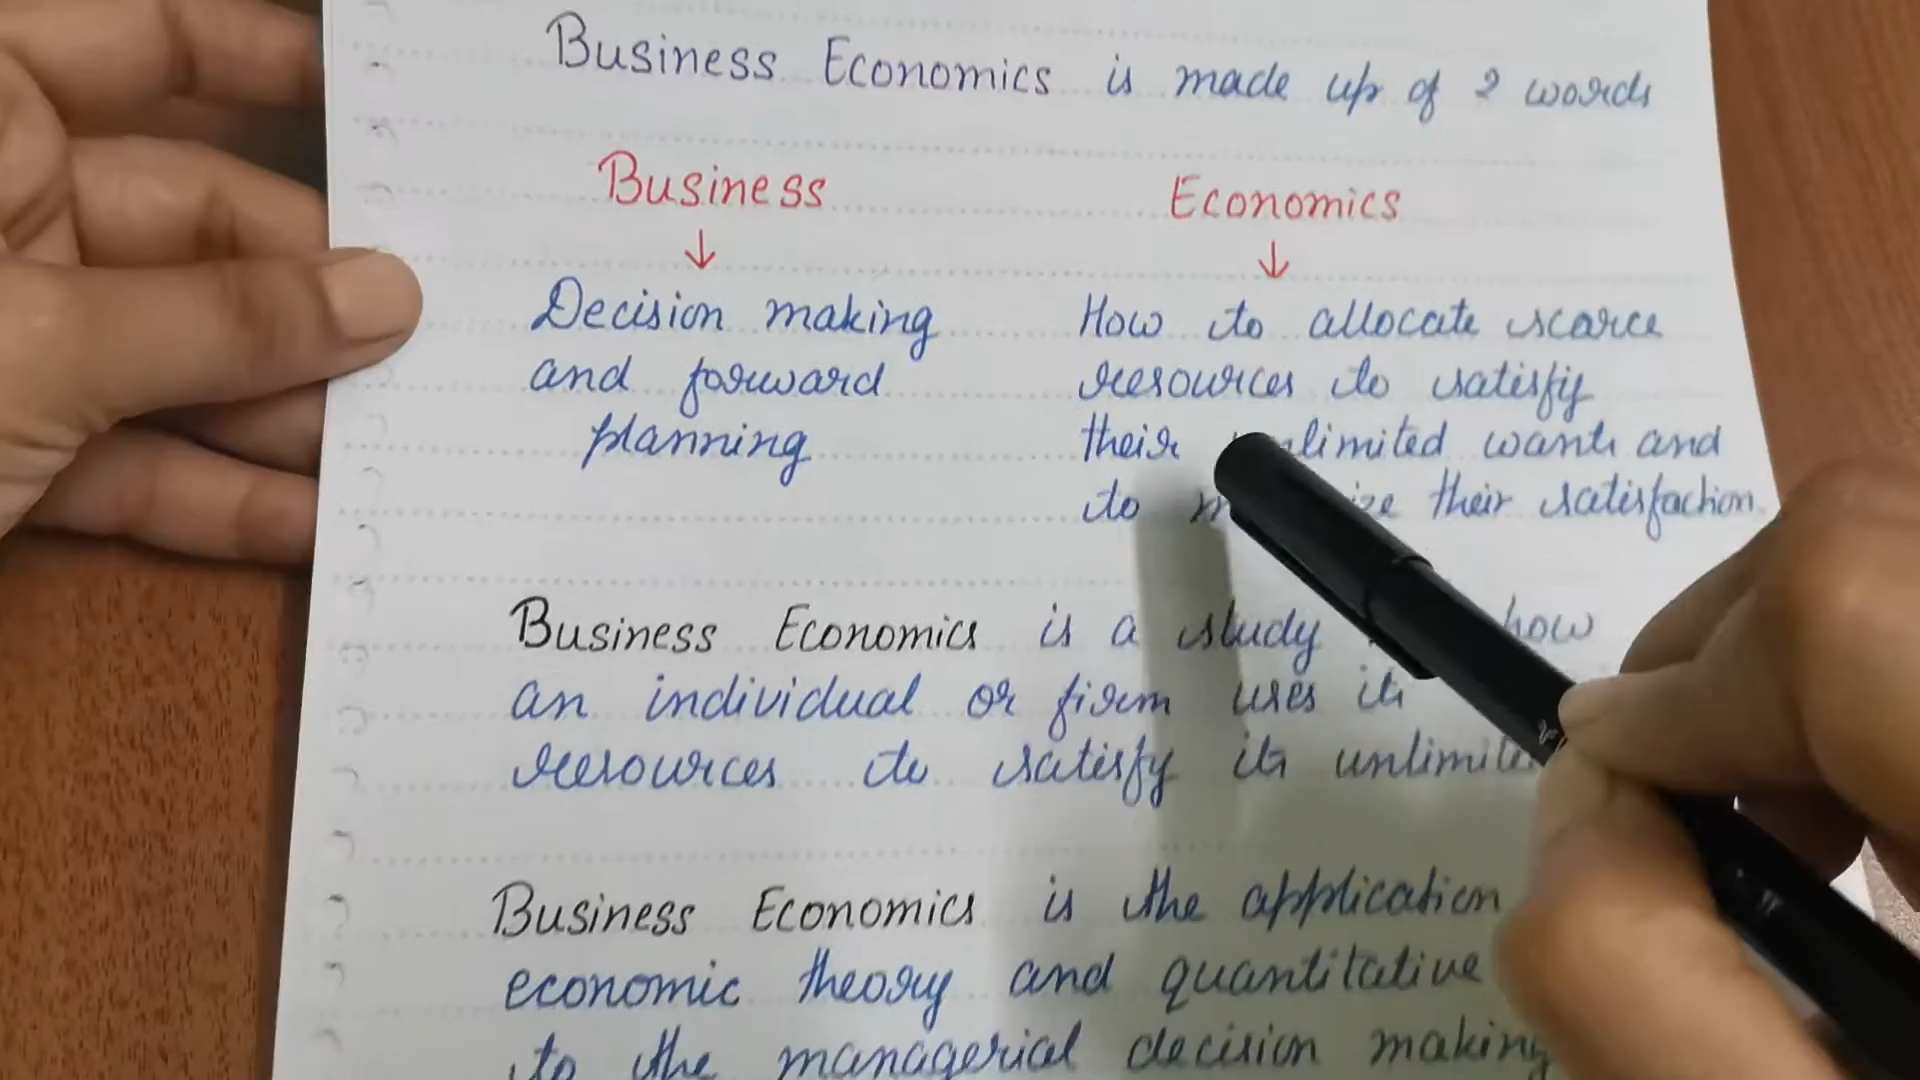 Business Economics is made up of 2 words
Business Economics
Decision making How to allocate scarce
and forward resources to satisfy
planning their unlimited wants and
to their satisfaction.
Business Economics is a study how
an individual or firm uses its
resources to satisfy its
Business Economics is the application
economic theory and quantitative
to the managerial decision making